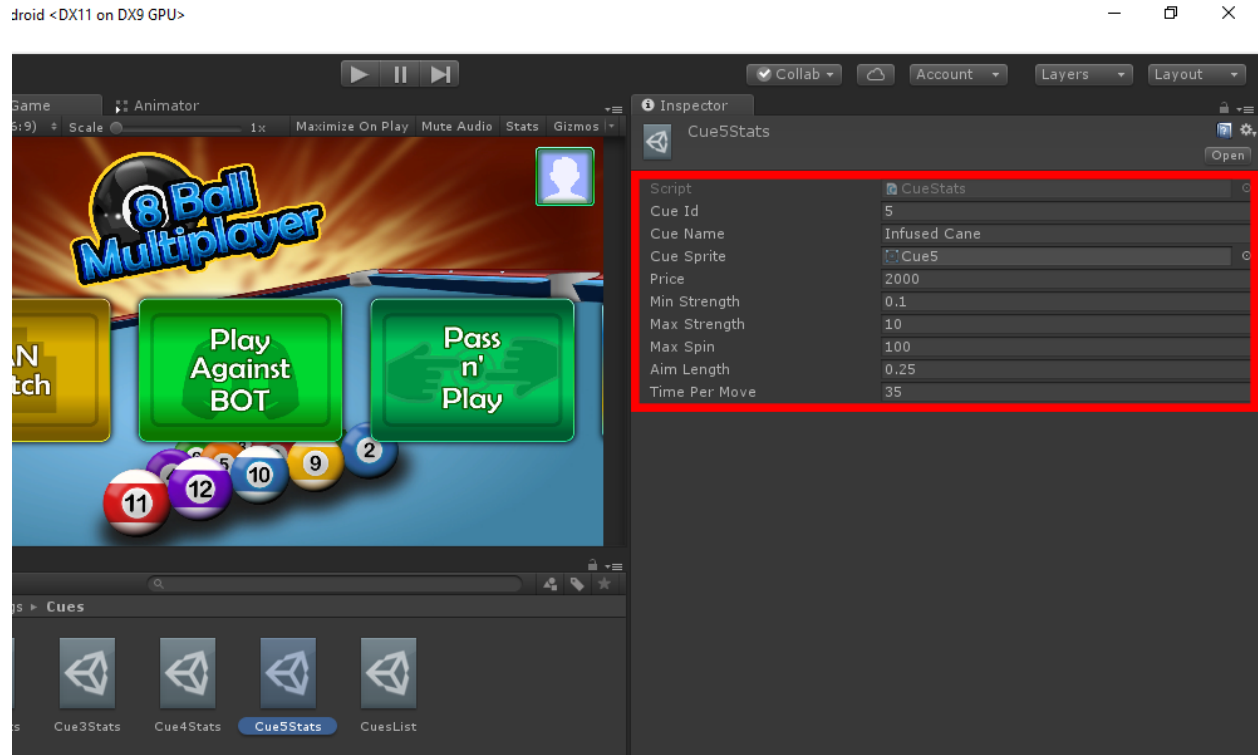 droid <DX11 on DX9 GPU>
Collab
Account
Layers
Layout
Game
Animator
Scale
1x
Maximize On Play
Mute Audio
Stats
Gizmos
8 Ball
Multiplayer
Play
Against
BOT
Pass
n'
Play
11
12
10
9
2
5
Inspector
Cue5Stats
Open
Script CueStats
Cue Id 5
Cue Name Infused Cane
Cue Sprite Cue5
Price 2000
Min Strength 0.1
Max Strength 10
Max Spin 100
Aim Length 0.25
Time Per Move 35
Cues
Cue3Stats
Cue4Stats
Cue5Stats
CuesList